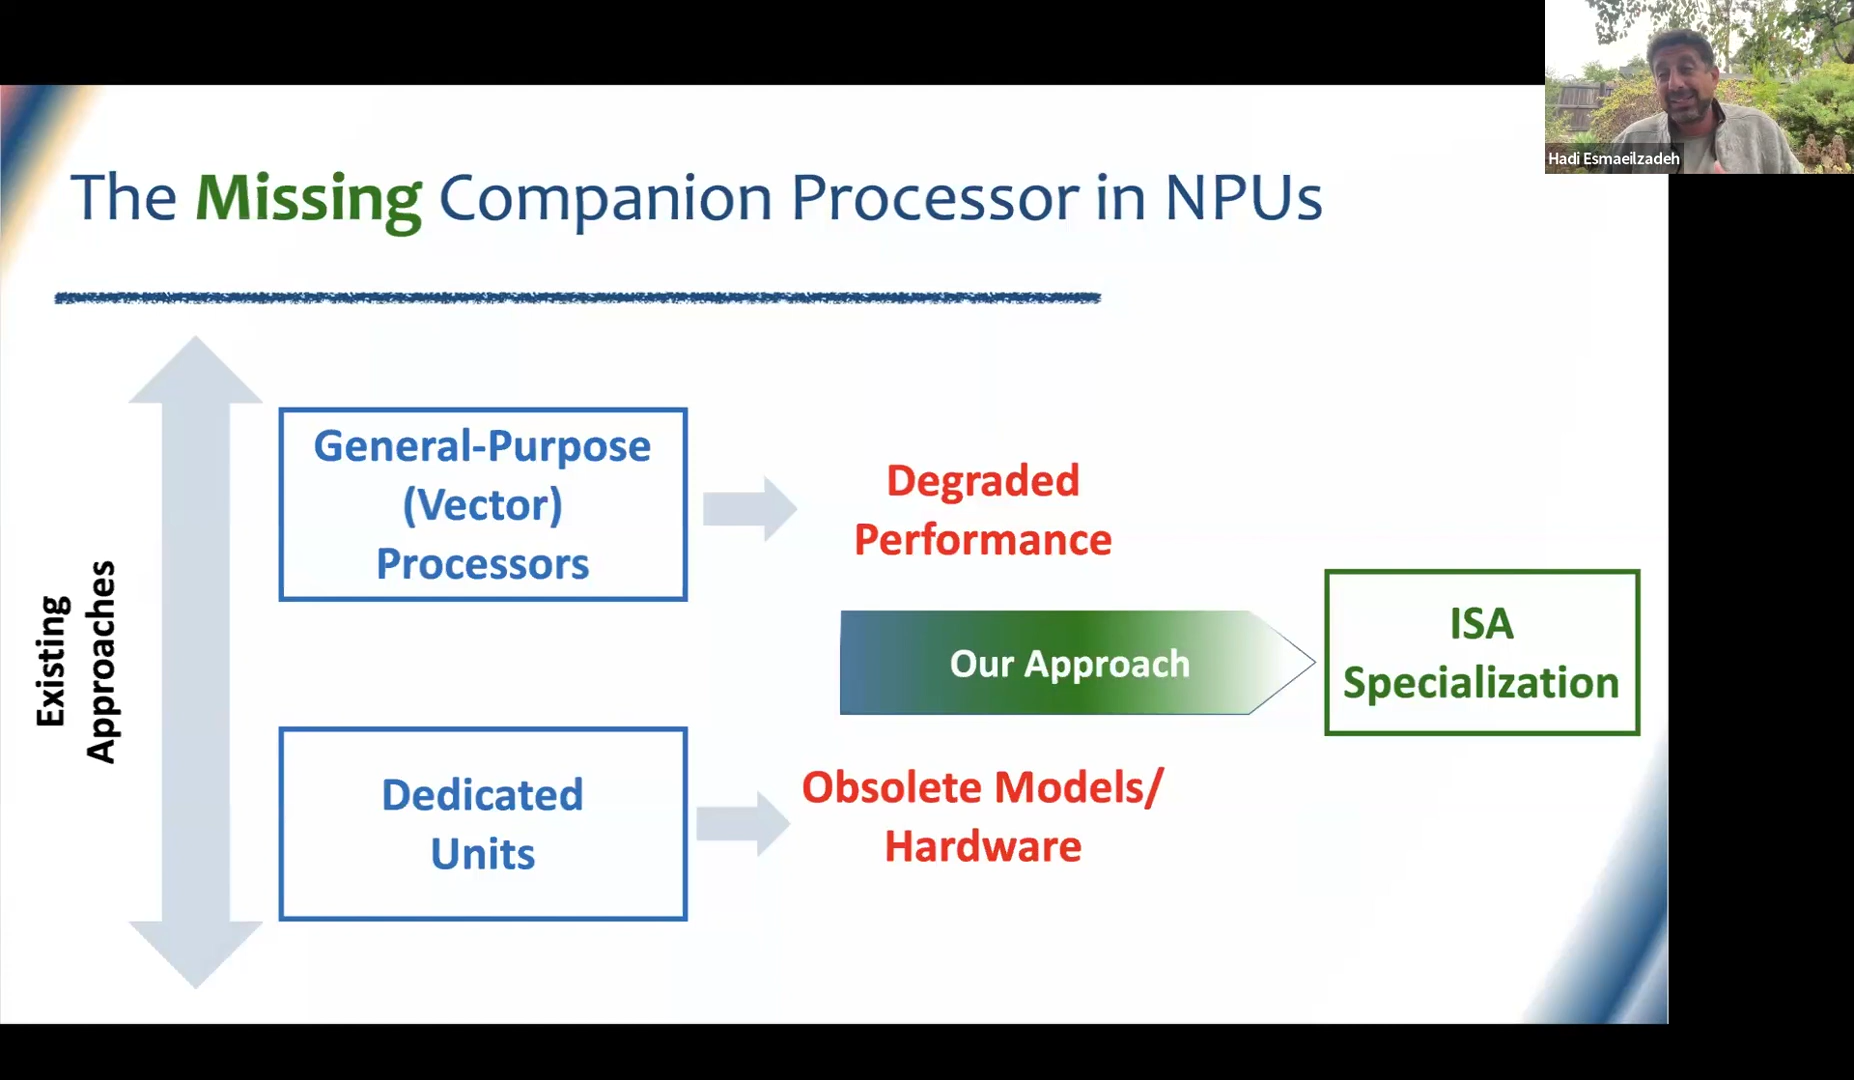 Hadi Esmaeilzadeh
The Missing Companion Processor in NPUs
Existing
Approaches
General-Purpose
(Vector)
Processors
Degraded
Performance
Our Approach
ISA
Specialization
Dedicated
Units
Obsolete Models/
Hardware